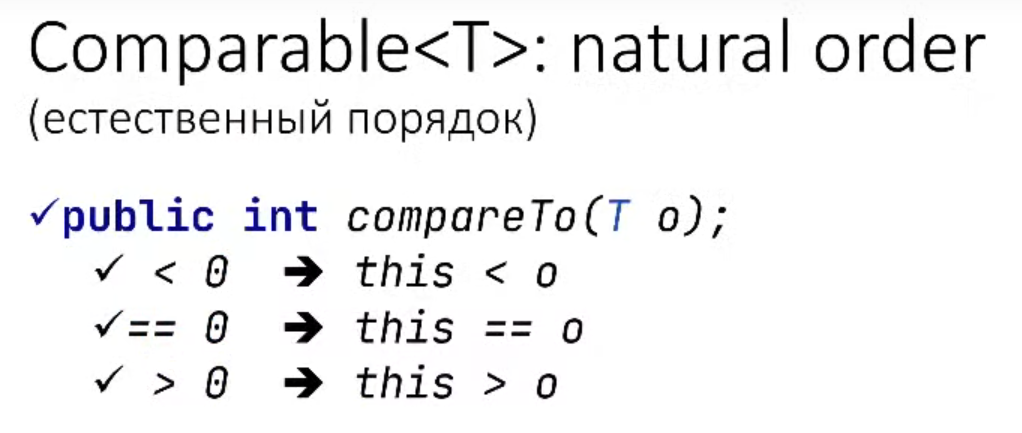 Comparable<T>: natural order
(естественный порядок)
✓public int compareTo(T o);
✓ < 0 ➔ this < o
✓== 0 ➔ this == o
✓ > 0 ➔ this > o